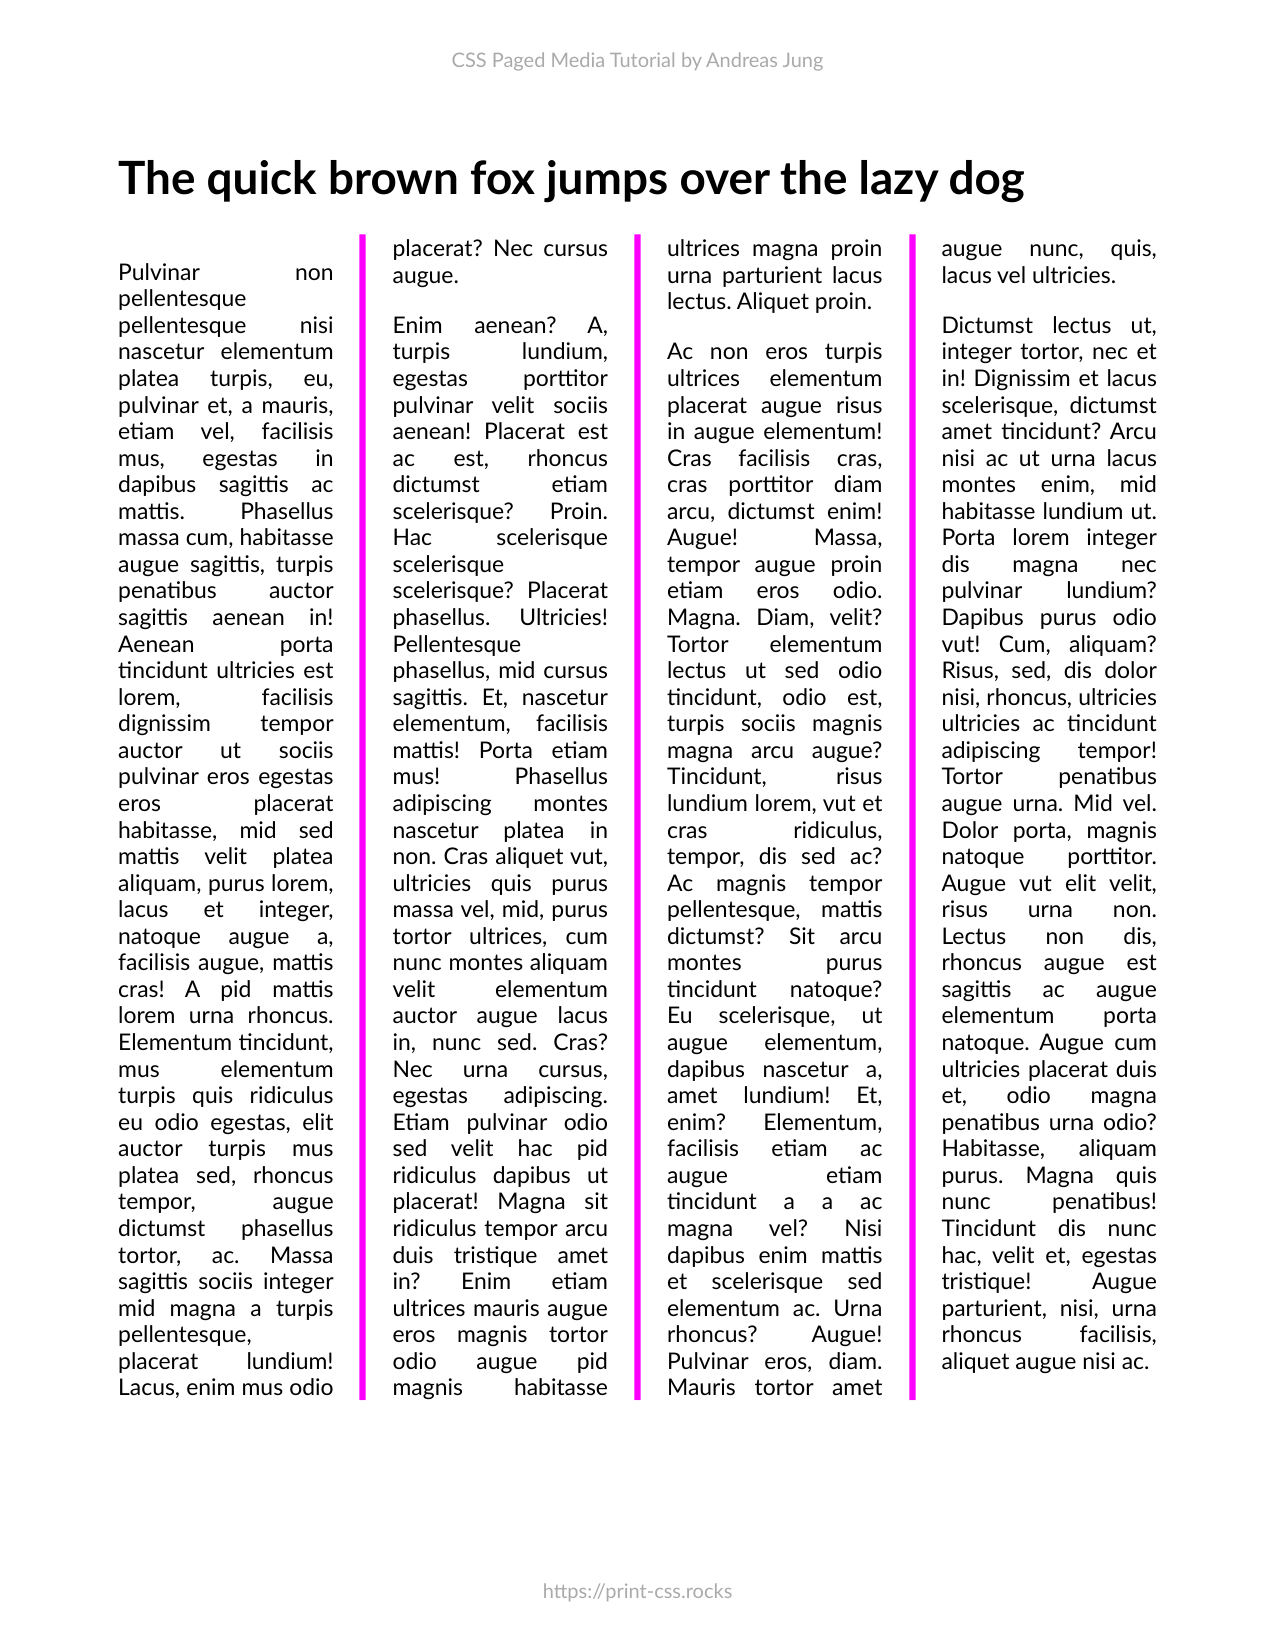 CSS Paged Media Tutorial by Andreas Jung
The quick brown fox jumps over the lazy dog
Pulvinar non
pellentesque
pellentesque nisi
nascetur elementum
platea turpis, eu,
pulvinar et, a mauris,
etiam vel, facilisis
mus, egestas in
dapibus sagittis ac
mattis. Phasellus
massa cum, habitasse
augue sagittis, turpis
penatibus auctor
sagittis aenean in!
Aenean porta
tincidunt ultricies est
lorem, facilisis
dignissim tempor
auctor ut sociis
pulvinar eros egestas
eros placerat
habitasse, mid sed
mattis velit platea
aliquam, purus lorem,
lacus et integer,
natoque augue a,
facilisis augue, mattis
cras! A pid mattis
lorem urna rhoncus.
Elementum tincidunt,
mus elementum
turpis quis ridiculus
eu odio egestas, elit
auctor turpis mus
platea sed, rhoncus
tempor, augue
dictumst phasellus
tortor, ac. Massa
sagittis sociis integer
mid magna a turpis
pellentesque,
placerat lundium!
Lacus, enim mus odio
placerat? Nec cursus
augue.
Enim aenean? A,
turpis lundium,
egestas porttitor
pulvinar velit sociis
aenean! Placerat est
ac est, rhoncus
dictumst etiam
scelerisque? Proin.
Hac scelerisque
scelerisque
scelerisque? Placerat
phasellus. Ultricies!
Pellentesque
phasellus, mid cursus
sagittis. Et, nascetur
elementum, facilisis
mattis! Porta etiam
mus! Phasellus
adipiscing montes
nascetur platea in
non. Cras aliquet vut,
ultricies quis purus
massa vel, mid, purus
tortor ultrices, cum
nunc montes aliquam
velit elementum
auctor augue lacus
in, nunc sed. Cras?
Nec urna cursus,
egestas adipiscing.
Etiam pulvinar odio
sed velit hac pid
ridiculus dapibus ut
placerat! Magna sit
ridiculus tempor arcu
duis tristique amet
in? Enim etiam
ultrices mauris augue
eros magnis tortor
odio augue pid
magnis habitasse
ultrices magna proin
urna parturient lacus
lectus. Aliquet proin.
Ac non eros turpis
ultrices elementum
placerat augue risus
in augue elementum!
Cras facilisis cras,
cras porttitor diam
arcu, dictumst enim!
Augue! Massa,
tempor augue proin
etiam eros odio.
Magna. Diam, velit?
Tortor elementum
lectus ut sed odio
tincidunt, odio est,
turpis sociis magnis
magna arcu augue?
Tincidunt, risus
lundium lorem, vut et
cras ridiculus,
tempor, dis sed ac?
Ac magnis tempor
pellentesque, mattis
dictumst? Sit arcu
montes purus
tincidunt natoque?
Eu scelerisque, ut
augue elementum,
dapibus nascetur a,
amet lundium! Et,
enim? Elementum,
facilisis etiam ac
augue etiam
tincidunt a a ac
magna vel? Nisi
dapibus enim mattis
et scelerisque sed
elementum ac. Urna
rhoncus? Augue!
Pulvinar eros, diam.
Mauris tortor amet
augue nunc, quis,
lacus vel ultricies.
Dictumst lectus ut,
integer tortor, nec et
in! Dignissim et lacus
scelerisque, dictumst
amet tincidunt? Arcu
nisi ac ut urna lacus
montes enim, mid
habitasse lundium ut.
Porta lorem integer
dis magna nec
pulvinar lundium?
Dapibus purus odio
vut! Cum, aliquam?
Risus, sed, dis dolor
nisi, rhoncus, ultricies
ultricies ac tincidunt
adipiscing tempor!
Tortor penatibus
augue urna. Mid vel.
Dolor porta, magnis
natoque porttitor.
Augue vut elit velit,
risus urna non.
Lectus non dis,
rhoncus augue est
sagittis ac augue
elementum porta
natoque. Augue cum
ultricies placerat duis
et, odio magna
penatibus urna odio?
Habitasse, aliquam
purus. Magna quis
nunc penatibus!
Tincidunt dis nunc
hac, velit et, egestas
tristique! Augue
parturient, nisi, urna
rhoncus facilisis,
aliquet augue nisi ac.
https://print-css.rocks